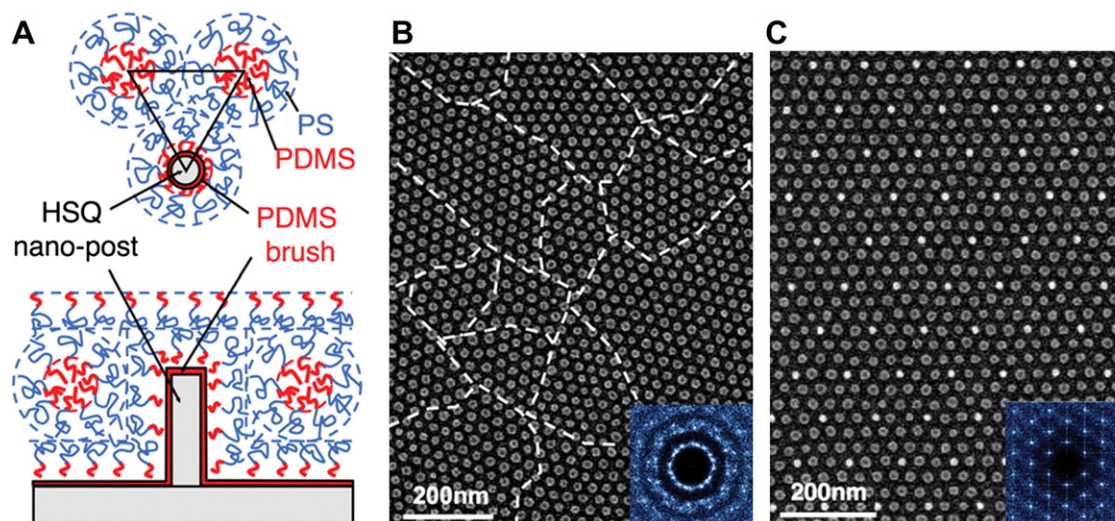 A
B
C
PS
PDMS
HSQ
nano-post
PDMS
brush
200nm
200nm